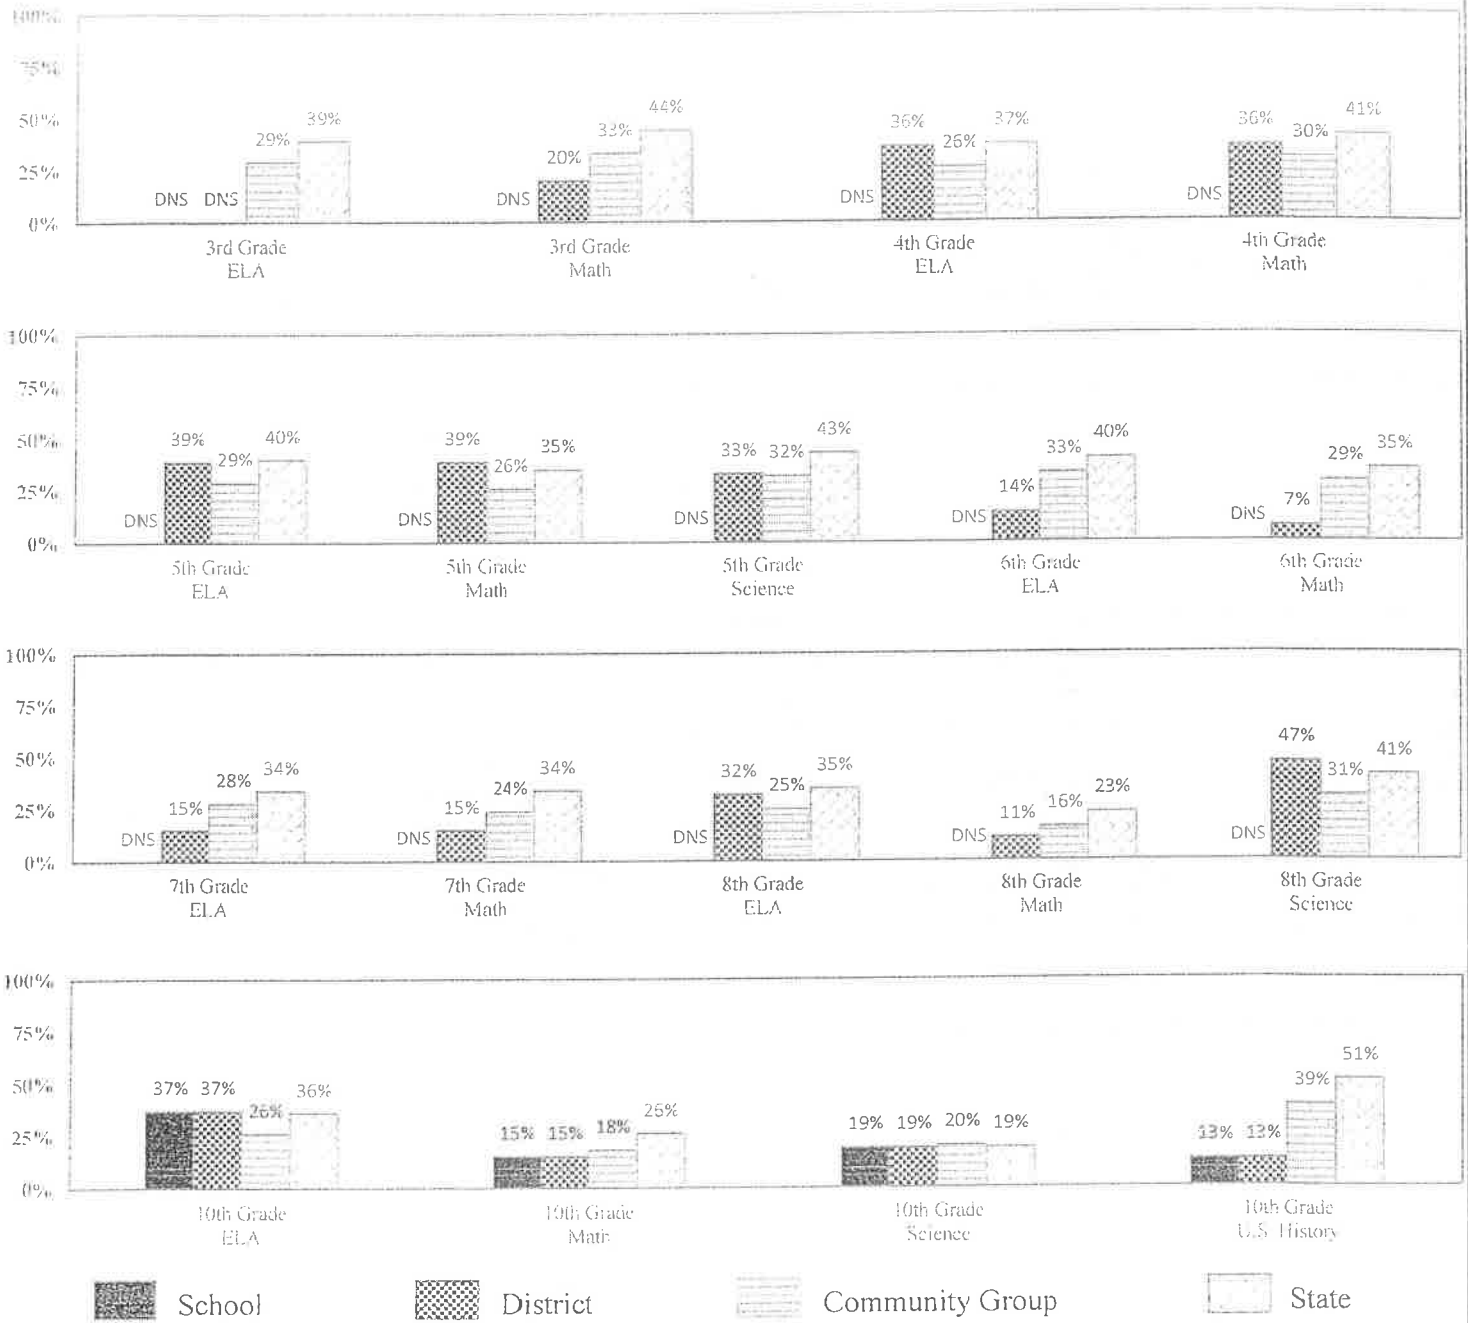 100%
75%
50%
25%
0%
DNS DNS 29% 39%
DNS 20% 33% 44%
DNS 36% 26% 37%
DNS 36% 30% 41%
3rd Grade
ELA
3rd Grade
Math
4th Grade
ELA
4th Grade
Math
100%
75%
50%
25%
0%
DNS 39% 29% 40%
DNS 39% 26% 35%
DNS 33% 32% 43%
DNS 14% 33% 40%
DNS 7% 29% 35%
5th Grade
ELA
5th Grade
Math
5th Grade
Science
6th Grade
ELA
6th Grade
Math
100%
75%
50%
25%
0%
DNS 15% 28% 34%
DNS 15% 24% 34%
DNS 32% 25% 35%
DNS 11% 16% 23%
DNS 47% 31% 41%
7th Grade
ELA
7th Grade
Math
8th Grade
ELA
8th Grade
Math
8th Grade
Science
100%
75%
50%
25%
0%
37% 37% 26% 36%
15% 15% 18% 26%
19% 19% 20% 19%
13% 13% 39% 51%
10th Grade
ELA
10th Grade
Math
10th Grade
Science
10th Grade
U.S. History
School District Community Group State